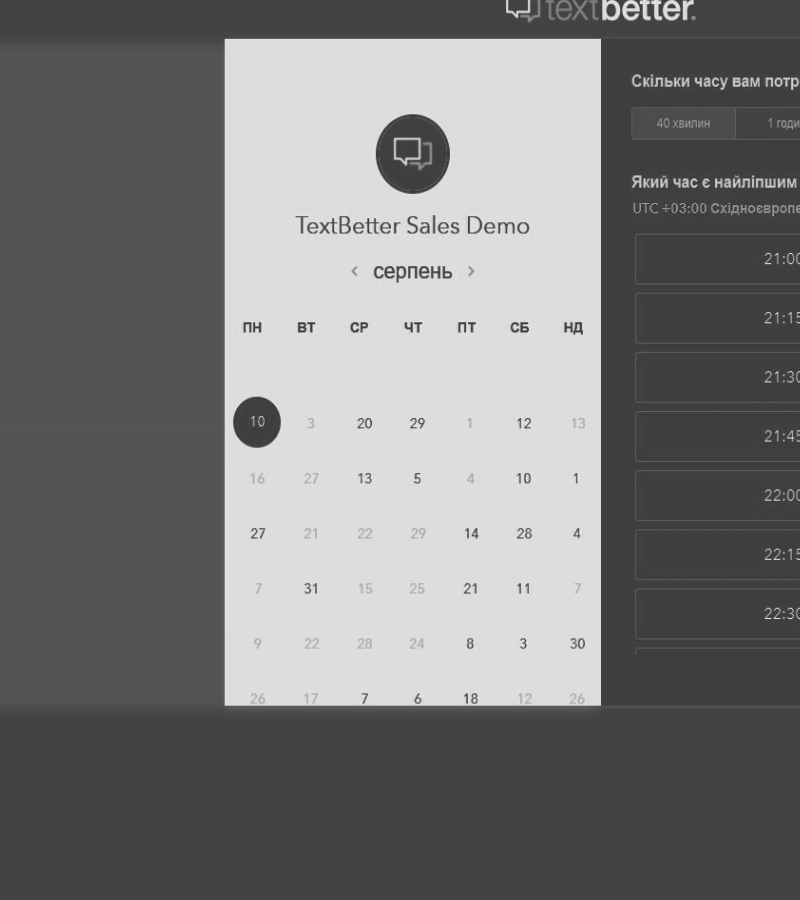 textbetter.
TextBetter Sales Demo
< серпень >
ПН ВТ СР ЧТ ПТ СБ НД
10 3 20 29 1 12 13
16 27 13 5 4 10 1
27 21 22 29 14 28 4
7 31 15 25 21 11 7
9 22 28 24 8 3 30
26 17 7 6 18 12 26
Скільки часу вам
40 хвилин 1
Який час є найліпшим
UTC +03:00
21:00
21:15
21:30
21:45
22:00
22:15
22:30